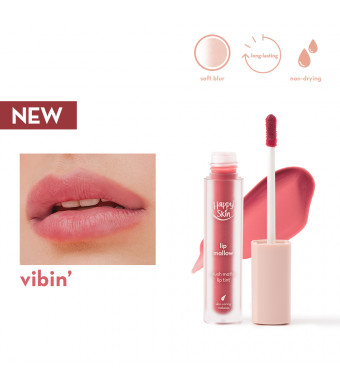 soft blur
long-lasting
non-drying
NEW
Happy
Skin
lip
mallow
lip tint
vibin'